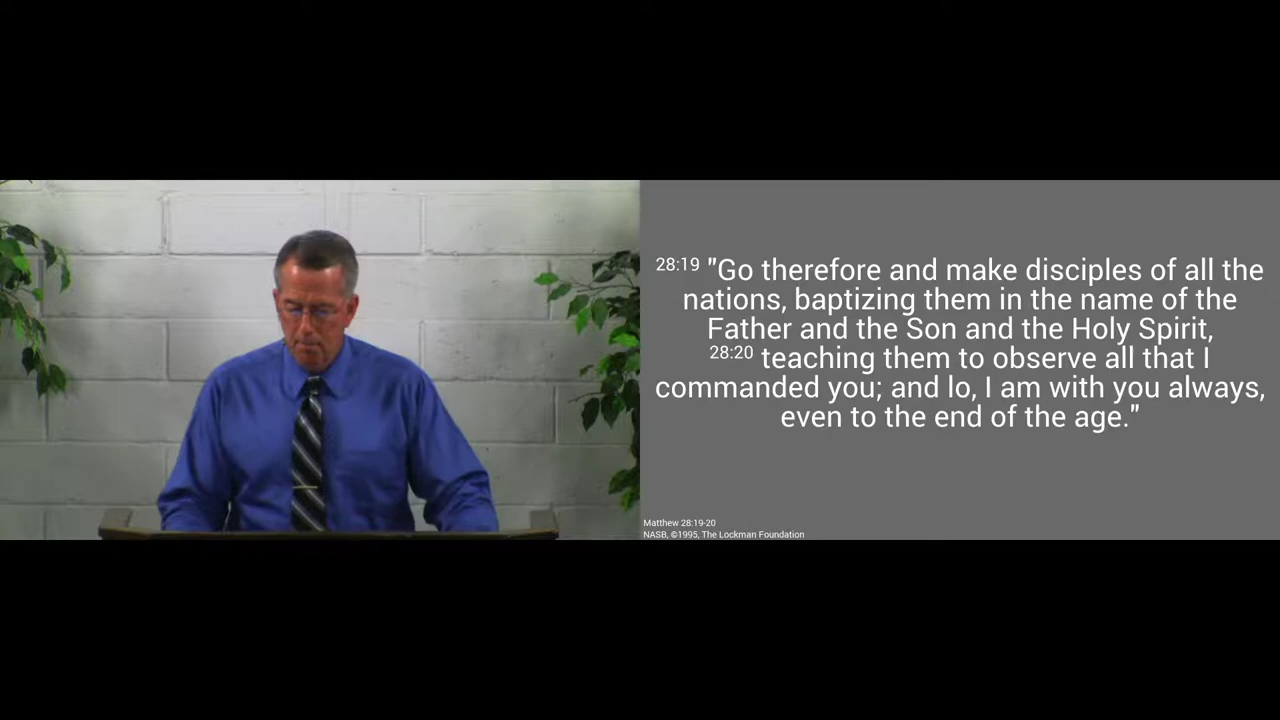 28:19 "Go therefore and make disciples of all the
nations, baptizing them in the name of the
Father and the Son and the Holy Spirit,
28:20 teaching them to observe all that I
commanded you; and lo, I am with you always,
even to the end of the age."
Matthew 28:19-20
NASB, ©1995, The Lockman Foundation